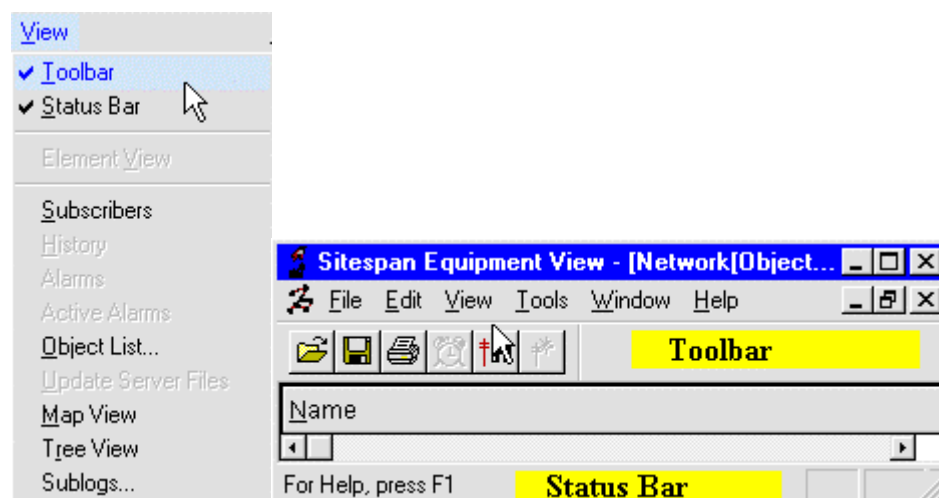 View
Toolbar
Status Bar
Element View
Subscribers
History
Alarms
Active Alarms
Object List...
Update Server Files
Map View
Tree View
Sublogs...
Sitespan Equipment View - [Network[Object...
File Edit View Tools Window Help
Toolbar
Name
For Help, press F1
Status Bar